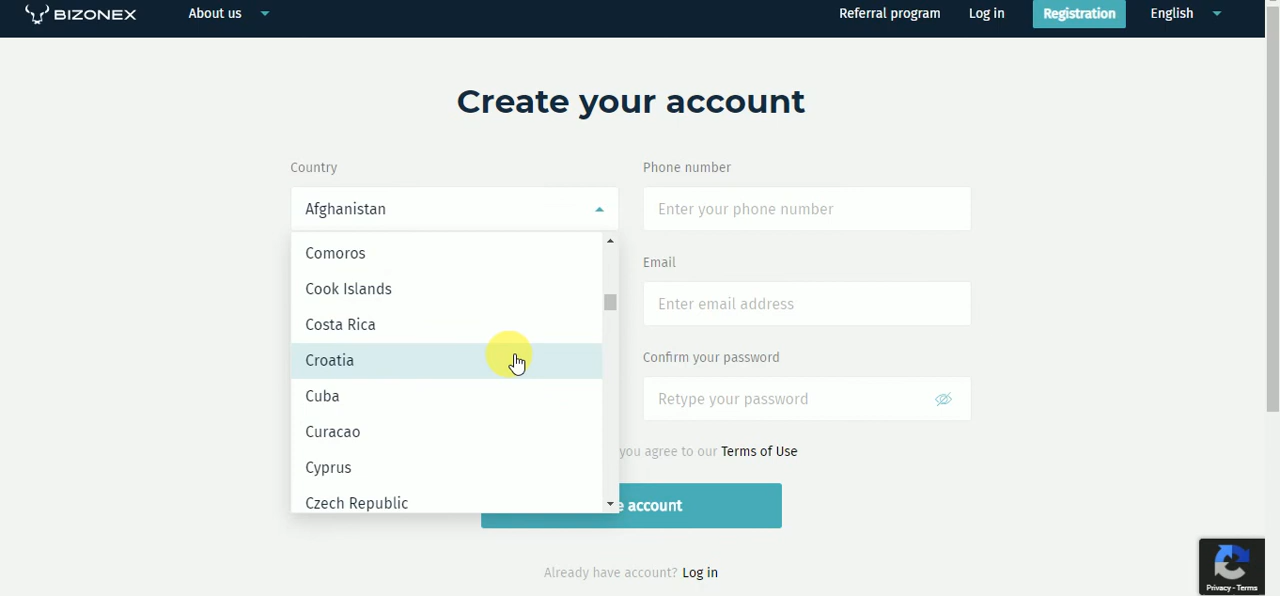 BIZONEX
About us
Referral program
Log in
Registration
English
Create your account
Country
Phone number
Afghanistan
Enter your phone number
Comoros
Cook Islands
Costa Rica
Croatia
Cuba
Curacao
Cyprus
Czech Republic
Email
Enter email address
Confirm your password
Retype your password
you agree to our Terms of Use
account
Already have account? Log in
Privacy - Terms